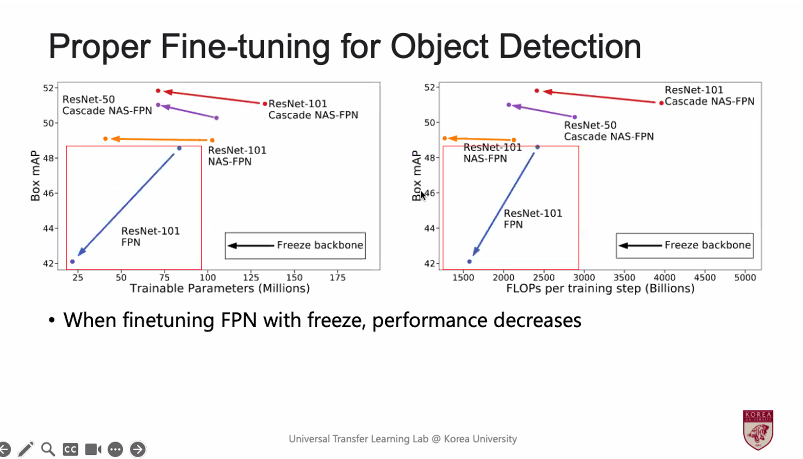 Proper Fine-tuning for Object Detection
52
50
48
46
44
42
Box mAP
ResNet-50
Cascade NAS-FPN
ResNet-101
Cascade NAS-FPN
ResNet-101
NAS-FPN
ResNet-101
FPN
Freeze backbone
25
50
75
100
125
150
175
Trainable Parameters (Millions)
52
50
48
46
44
42
Box mAP
ResNet-101
Cascade NAS-FPN
ResNet-50
Cascade NAS-FPN
ResNet-101
NAS-FPN
ResNet-101
FPN
Freeze backbone
1500
2000
2500
3000
3500
4000
4500
5000
FLOPs per training step (Billions)
• When finetuning FPN with freeze, performance decreases
Universal Transfer Learning Lab @ Korea University
KOREA
CC